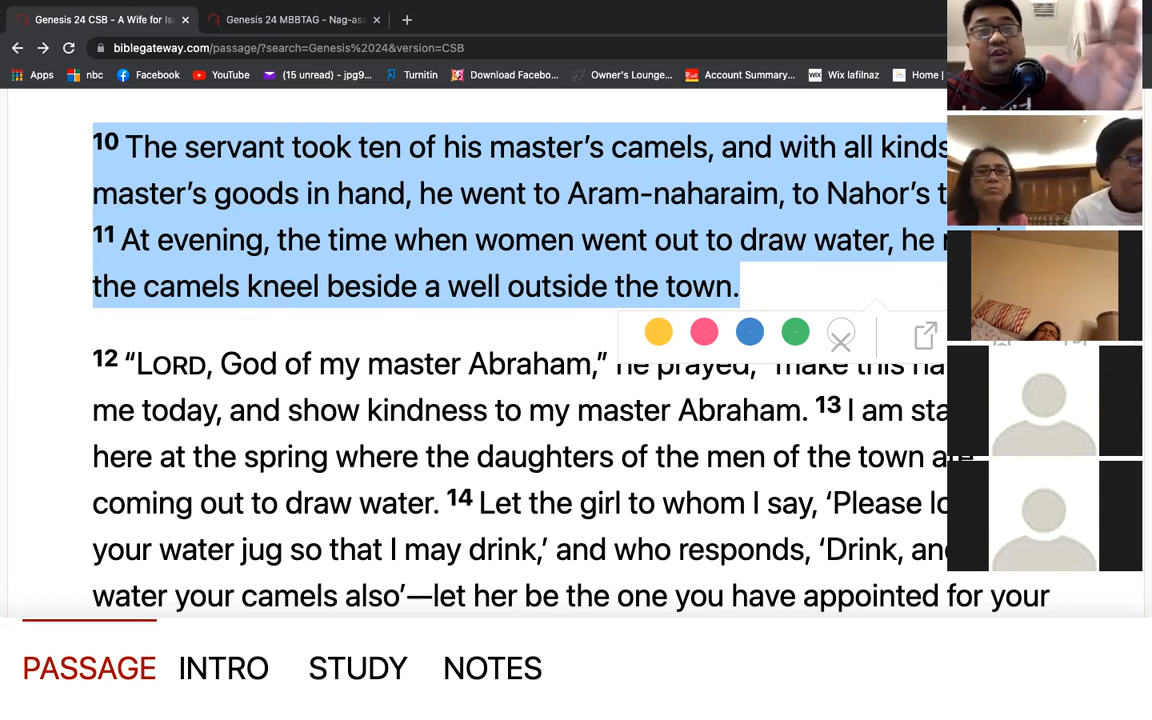 Genesis 24 CSB - A Wife for Is
Genesis 24 MBBTAG - Nag-asa
biblegateway.com/passage/?search=Genesis%2024&version=CSB
Apps nbc Facebook YouTube (15 unread) - jpg9... Turnitin Download Facebo... Owner's Lounge... Account Summary... WIX Wix lafilnaz Home |
10 The servant took ten of his master's camels, and with all kinds
master's goods in hand, he went to Aram-naharaim, to Nahor's t
11 At evening, the time when women went out to draw water, he
the camels kneel beside a well outside the town.
12 “LORD, God of my master Abraham,” he prayed, “make this ha
me today, and show kindness to my master Abraham. 13 I am sta
here at the spring where the daughters of the men of the town are
coming out to draw water. 14 Let the girl to whom I say, ‘Please lo
your water jug so that I may drink,’ and who responds, ‘Drink, an
water your camels also’—let her be the one you have appointed for your
PASSAGE INTRO STUDY NOTES